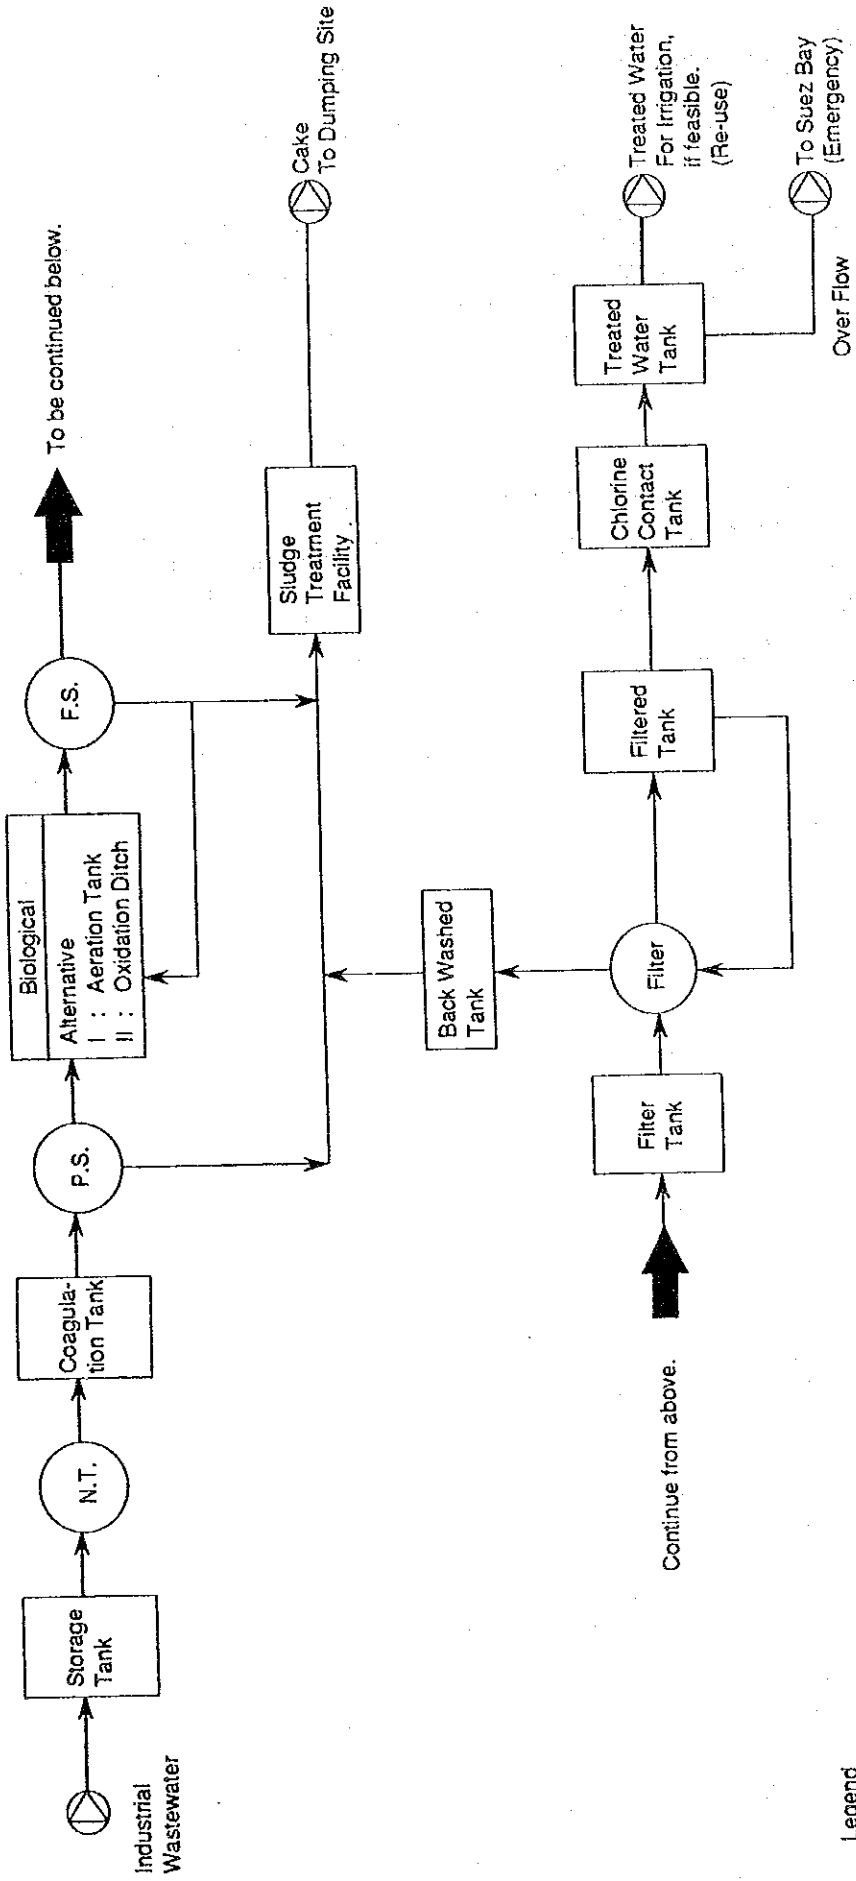 Industrial
Wastewater
Storage
Tank
N.T.
Coagula-
tion Tank
P.S.
Biological
Alternative
I : Aeration Tank
II : Oxidation Ditch
F.S.
To be continued below.
Sludge
Treatment
Facility
Cake
To Dumping Site
Back Washed
Tank
Continue from above.
Filter
Tank
Filter
Filtered
Tank
Chlorine
Contact
Tank
Treated
Water
Tank
Treated Water
For Irrigation,
if feasible.
(Re-use)
To Suez Bay
(Emergency)
Over Flow
Legend